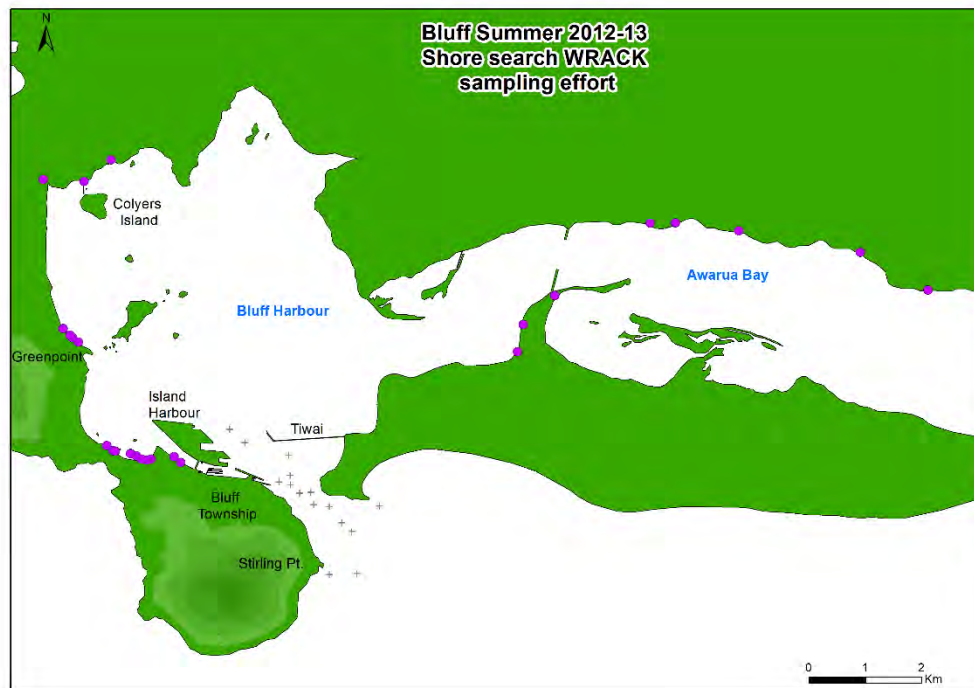 N
Bluff Summer 2012-13
Shore search WRACK
sampling effort
Colyers
Island
Awarua Bay
Bluff Harbour
Greenpoint
Island
Harbour
Tiwai
Bluff
Township
Stirling Pt.
0 1 2
Km